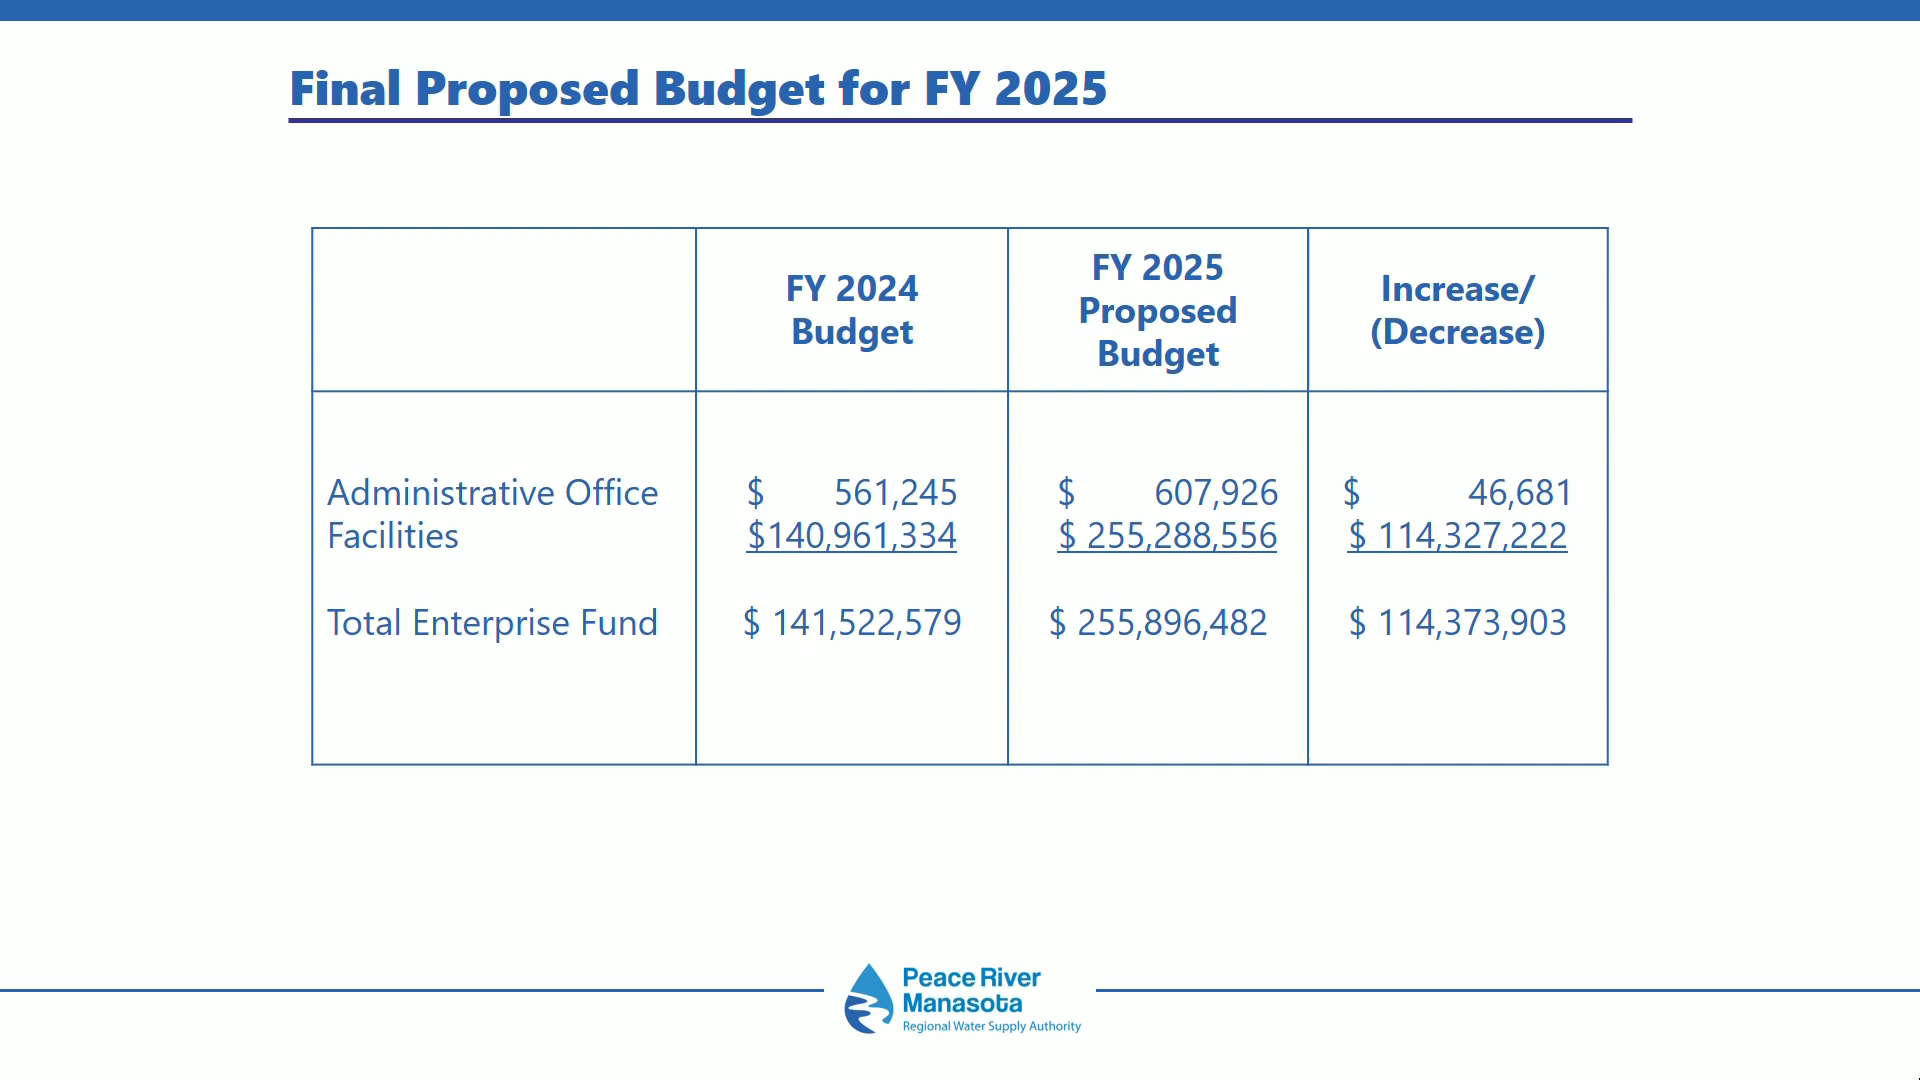 Final Proposed Budget for FY 2025
FY 2024
Budget
FY 2025
Proposed
Budget
Increase/
(Decrease)
Administrative Office $ 561,245 $ 607,926 $ 46,681
Facilities $140,961,334 $ 255,288,556 $ 114,327,222
Total Enterprise Fund $ 141,522,579 $ 255,896,482 $ 114,373,903
Peace River
Manasota
Regional Water Supply Authority